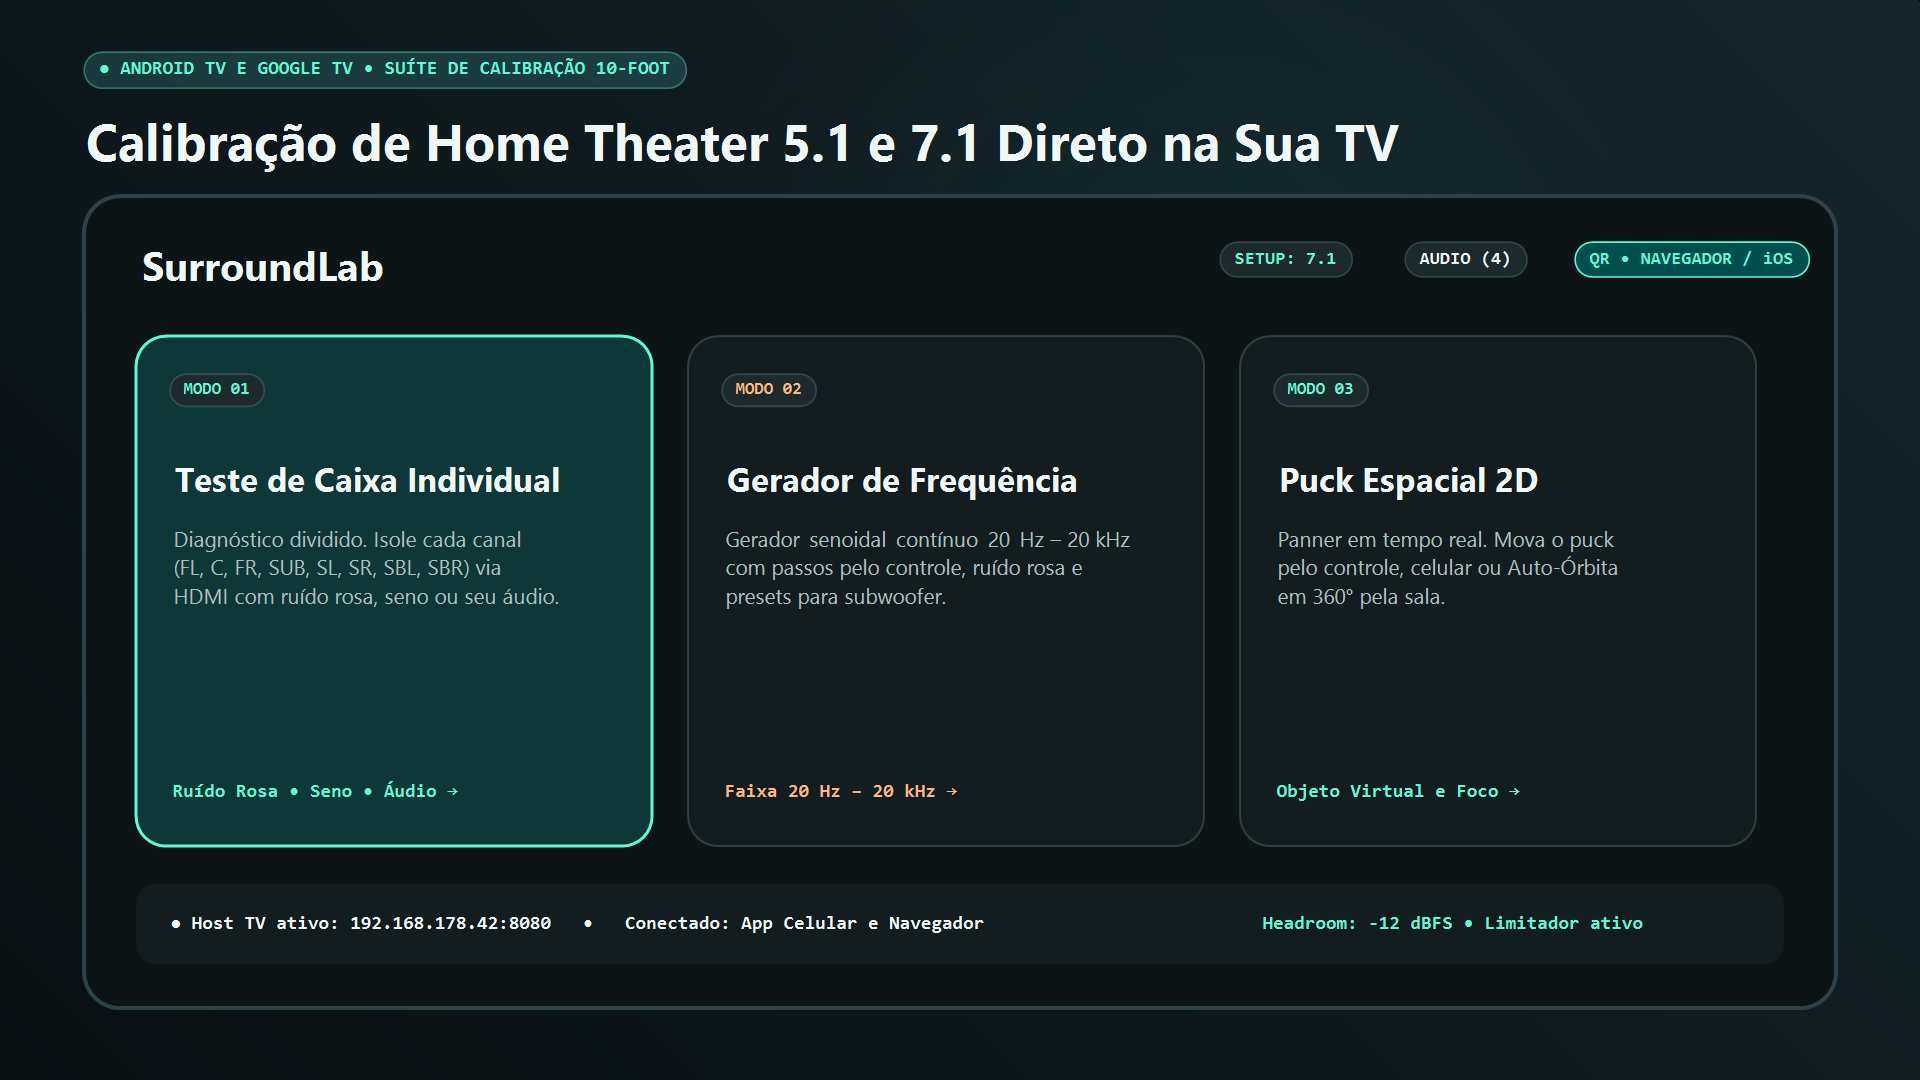 • ANDROID TV E GOOGLE TV • SUÍTE DE CALIBRAÇÃO 10-FOOT
Calibração de Home Theater 5.1 e 7.1 Direto na Sua TV
SurroundLab
SETUP: 7.1
AUDIO (4)
QR • NAVEGADOR / iOS
MODO 01
Teste de Caixa Individual
Diagnóstico dividido. Isole cada canal
(FL, C, FR, SUB, SL, SR, SBL, SBR) via
HDMI com ruído rosa, seno ou seu áudio.
Ruído Rosa • Seno • Áudio →
MODO 02
Gerador de Frequência
Gerador senoidal contínuo 20 Hz – 20 kHz
com passos pelo controle, ruído rosa e
presets para subwoofer.
Faixa 20 Hz – 20 kHz →
MODO 03
Puck Espacial 2D
Panner em tempo real. Mova o puck
pelo controle, celular ou Auto-Órbita
em 360° pela sala.
Objeto Virtual e Foco →
• Host TV ativo: 192.168.178.42:8080 • Conectado: App Celular e Navegador
Headroom: -12 dBFS • Limitador ativo